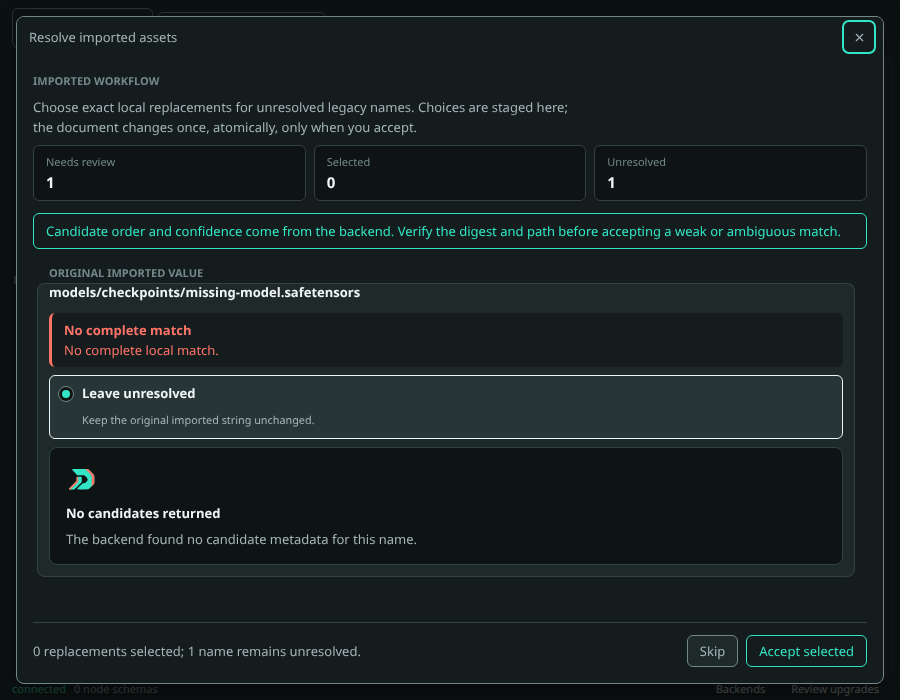 Resolve imported assets
×
IMPORTED WORKFLOW
Choose exact local replacements for unresolved legacy names. Choices are staged here;
the document changes once, atomically, only when you accept.
Needs review
1
Selected
0
Unresolved
1
Candidate order and confidence come from the backend. Verify the digest and path before accepting a weak or ambiguous match.
ORIGINAL IMPORTED VALUE
models/checkpoints/missing-model.safetensors
No complete match
No complete local match.
Leave unresolved
Keep the original imported string unchanged.
No candidates returned
The backend found no candidate metadata for this name.
0 replacements selected; 1 name remains unresolved.
Skip
Accept selected
connected 0 node schemas
Backends
Review upgrades